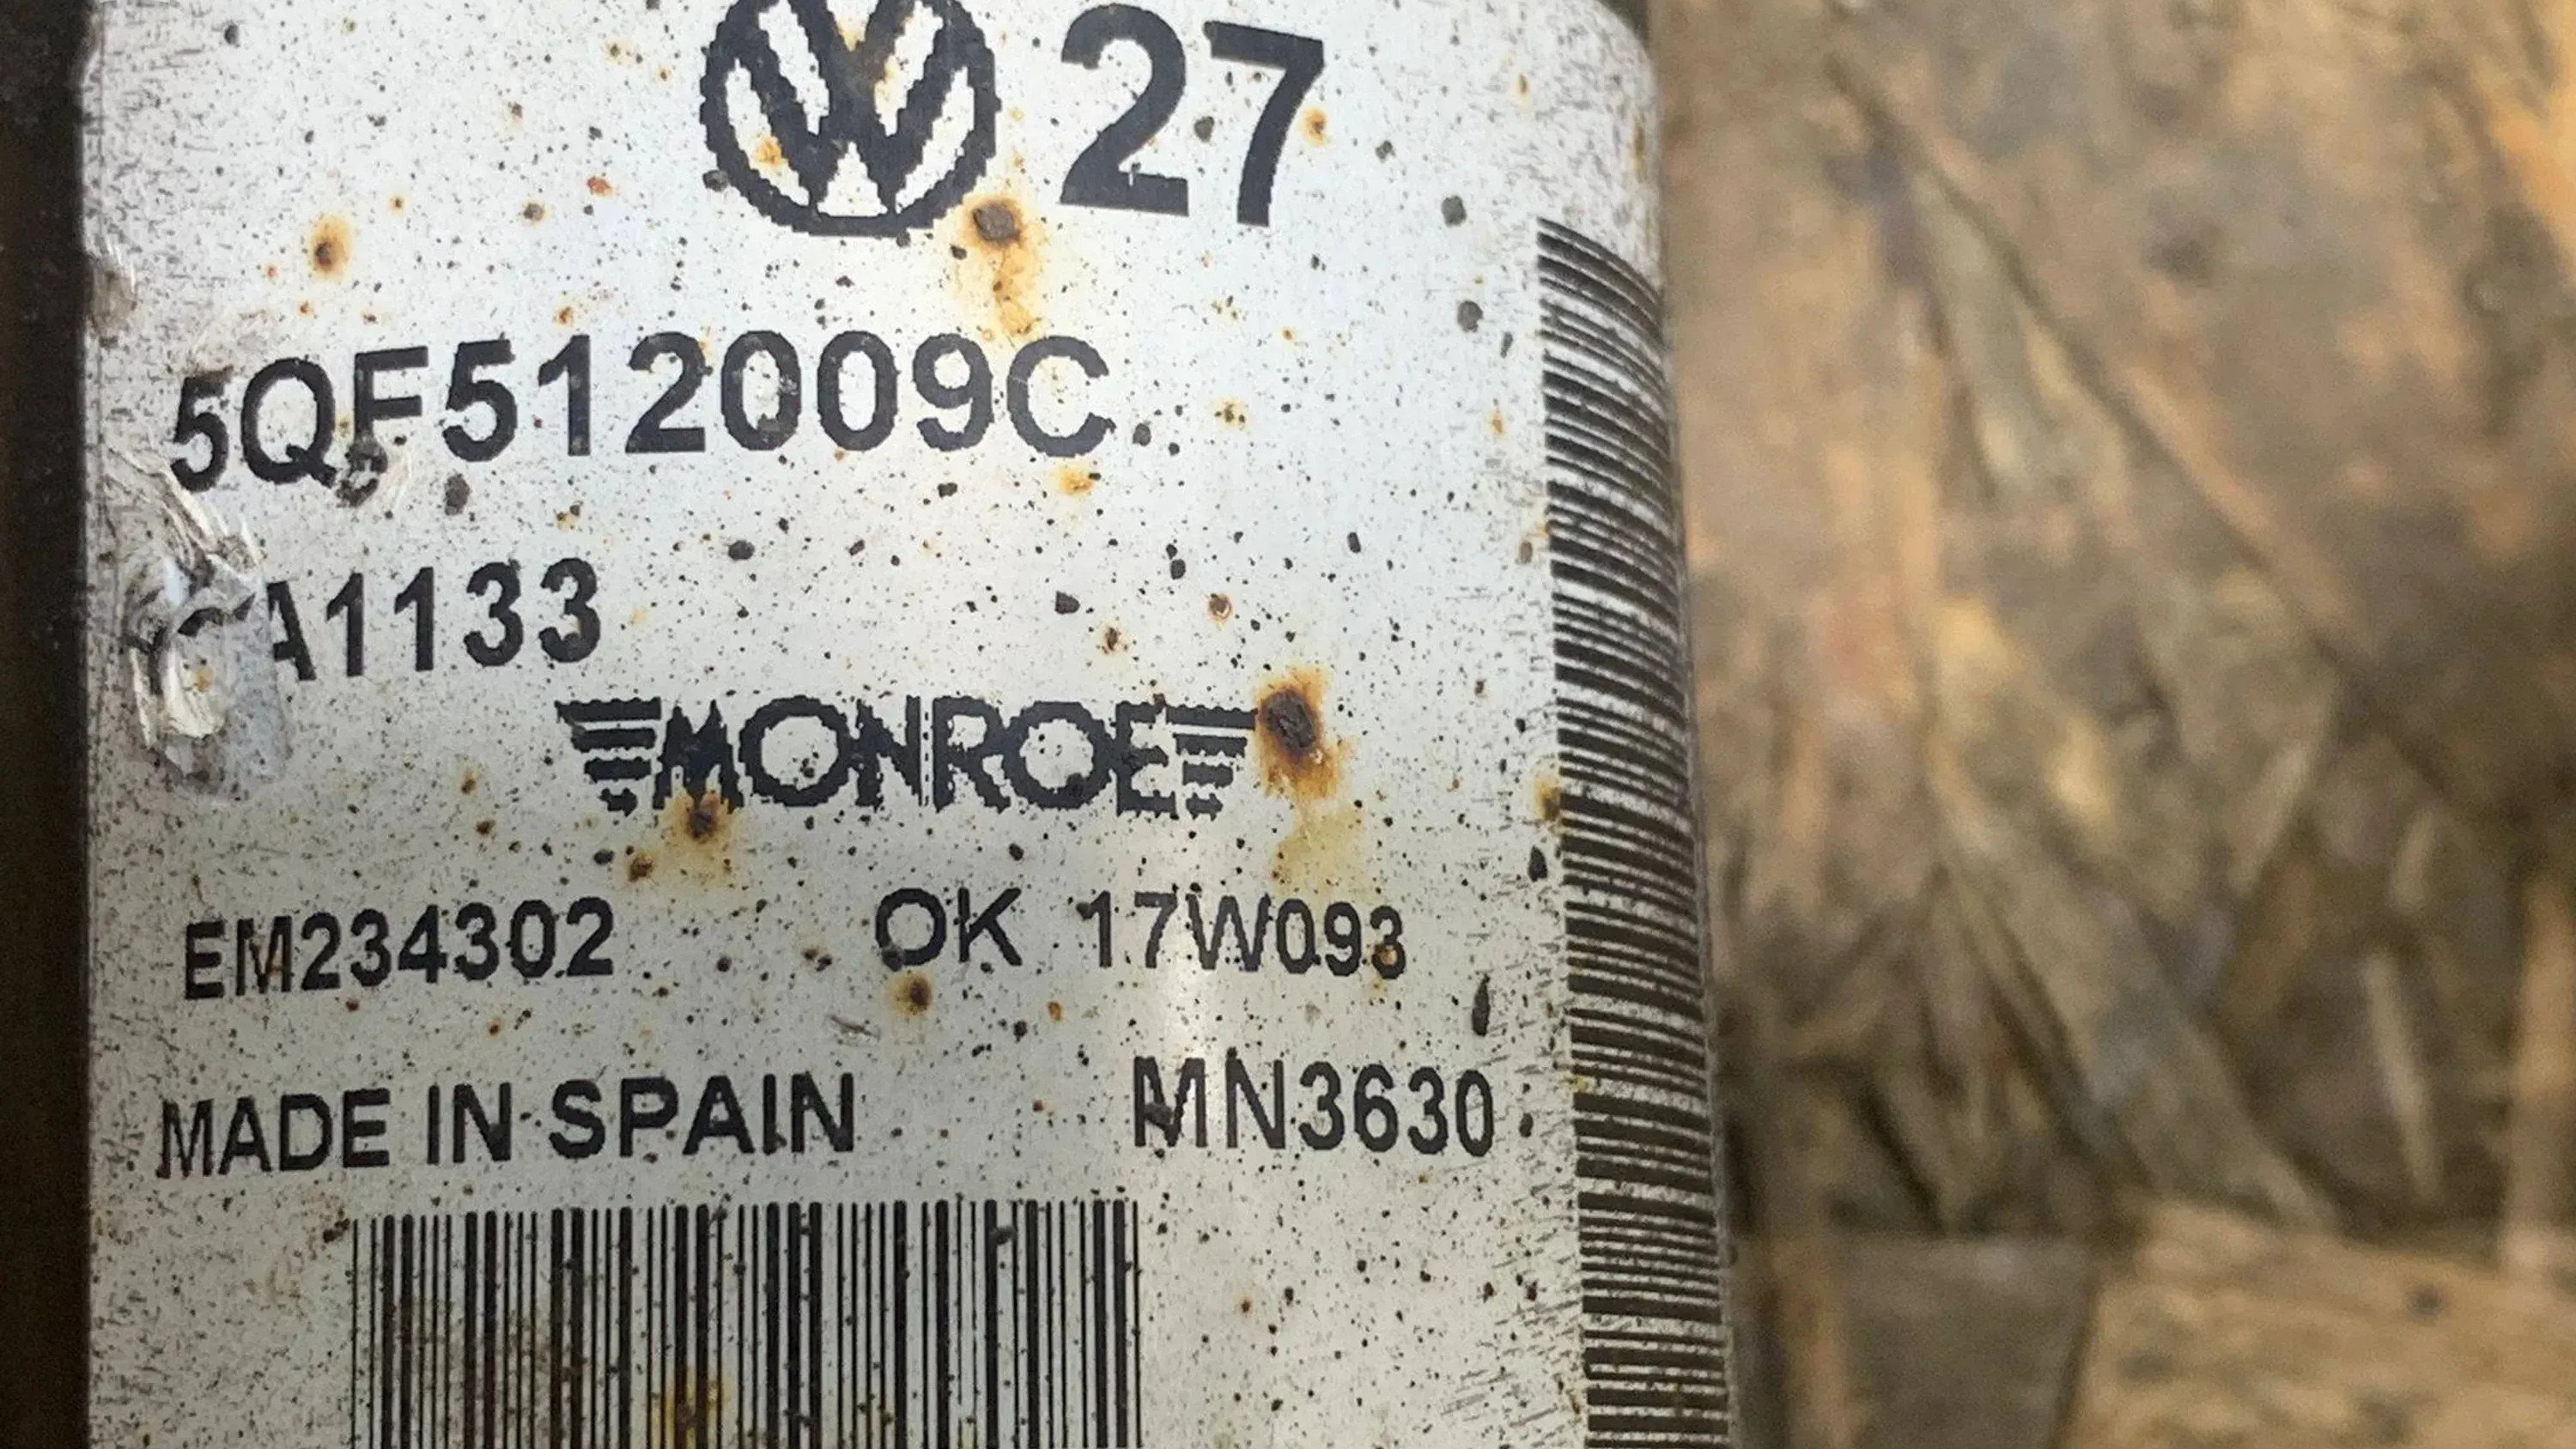 27
5QF512009C
A1133
MONROE
EM234302 OK 17W093
MADE IN SPAIN MN3630